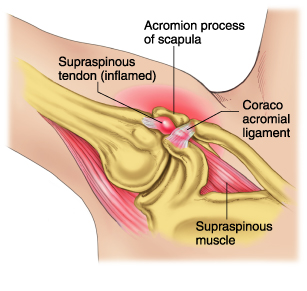 Acromion process
of scapula
Supraspinous
tendon (inflamed)
Coraco
acromial
ligament
Supraspinous
muscle